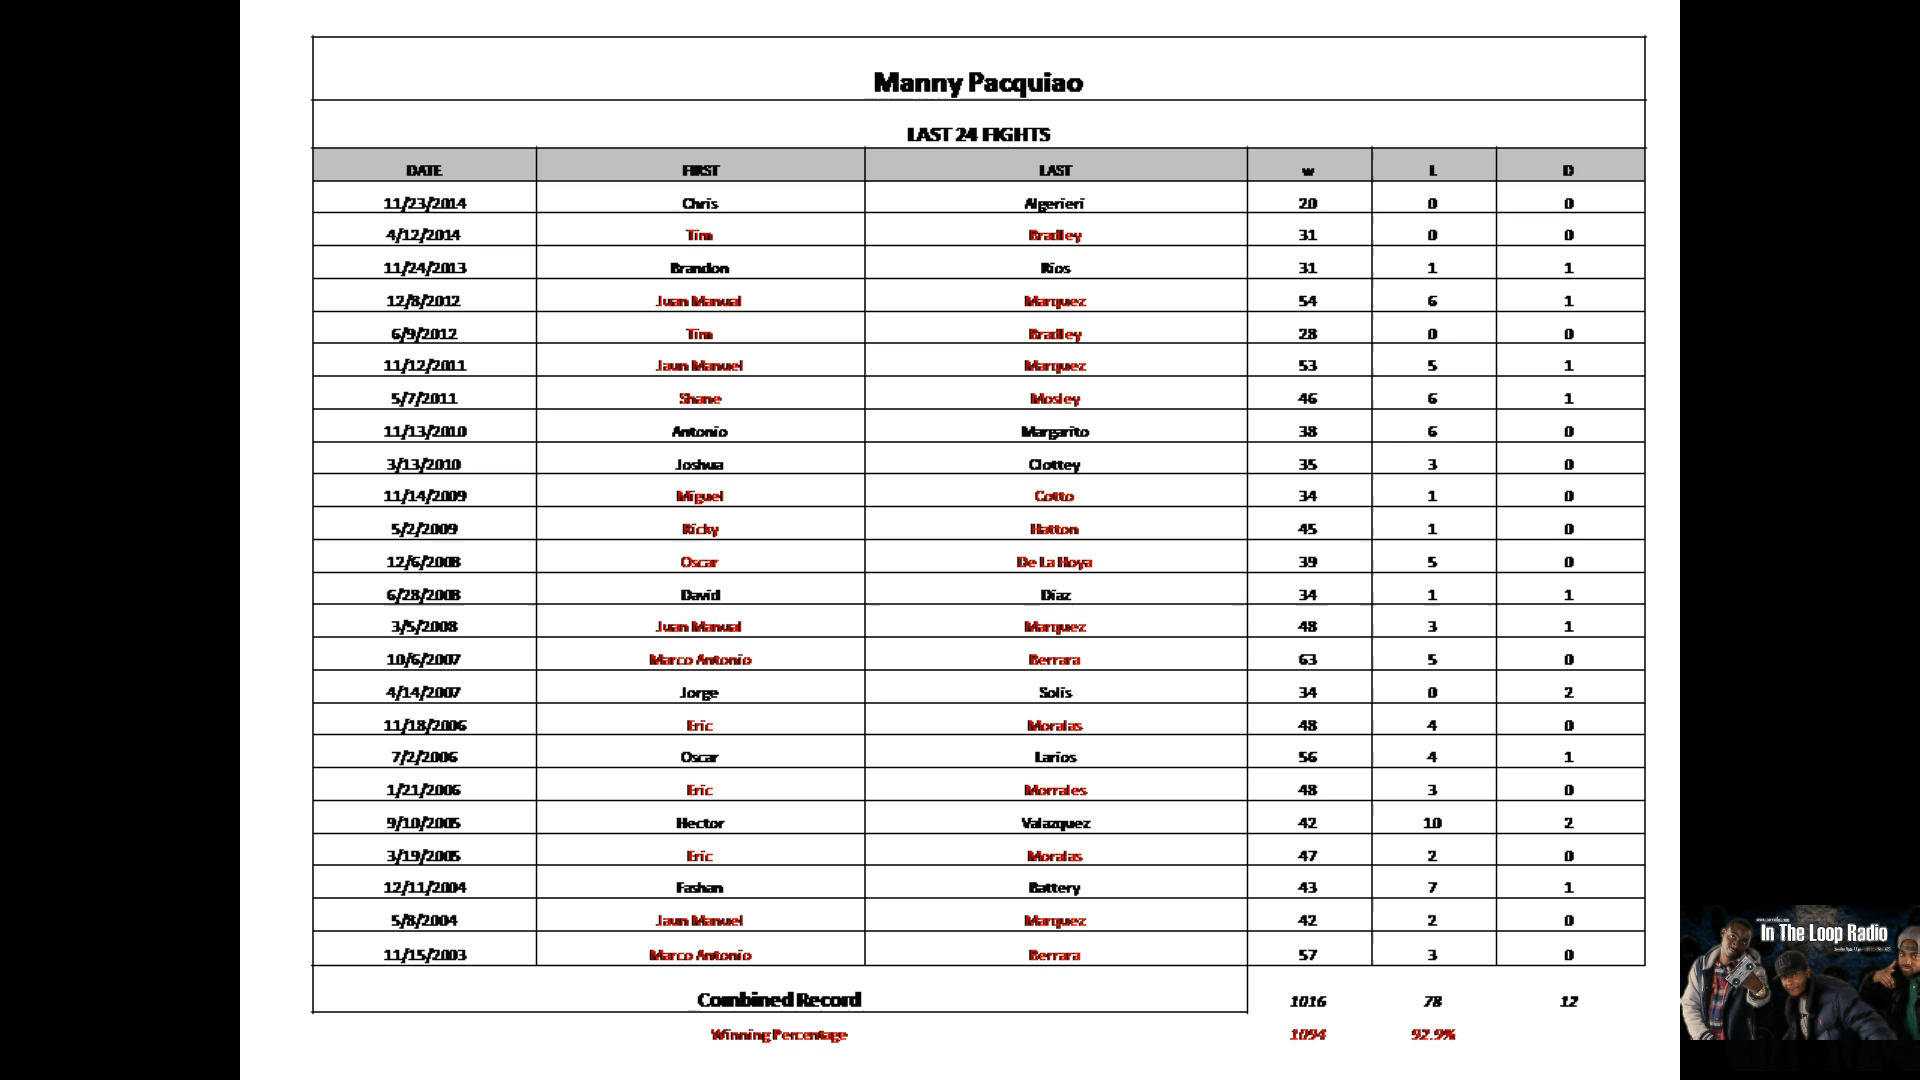 Manny Pacquiao
LAST 24 FIGHTS
DATE FIRST LAST w L D
11/23/2014 Chris Algerieri 20 0 0
4/12/2014 Tim Bradley 31 0 0
11/24/2013 Brandon Rios 31 1 1
12/8/2012 Juan Manual Marquez 54 6 1
6/9/2012 Tim Bradley 28 0 0
11/12/2011 Jaun Manuel Marquez 53 5 1
5/7/2011 Shane Mosley 46 6 1
11/13/2010 Antonio Margarito 38 6 0
3/13/2010 Joshua Clottey 35 3 0
11/14/2009 Miguel Cotto 34 1 0
5/2/2009 Ricky Hatton 45 1 0
12/6/2008 Oscar De La Hoya 39 5 0
6/28/2008 David Diaz 34 1 1
3/5/2008 Juan Manual Marquez 48 3 1
10/6/2007 Marco Antonio Berrara 63 5 0
4/14/2007 Jorge Solis 34 0 2
11/18/2006 Eric Moralas 48 4 0
7/2/2006 Oscar Larios 56 4 1
1/21/2006 Eric Morrales 48 3 0
9/10/2005 Hector Valazquez 42 10 2
3/19/2005 Eric Moralas 47 2 0
12/11/2004 Fashan Battery 43 7 1
5/8/2004 Jaun Manuel Marquez 42 2 0
11/15/2003 Marco Antonio Berrara 57 3 0
Combined Record 1016 78 12
Winning Percentage 1094 92.9%
In The Loop Radio